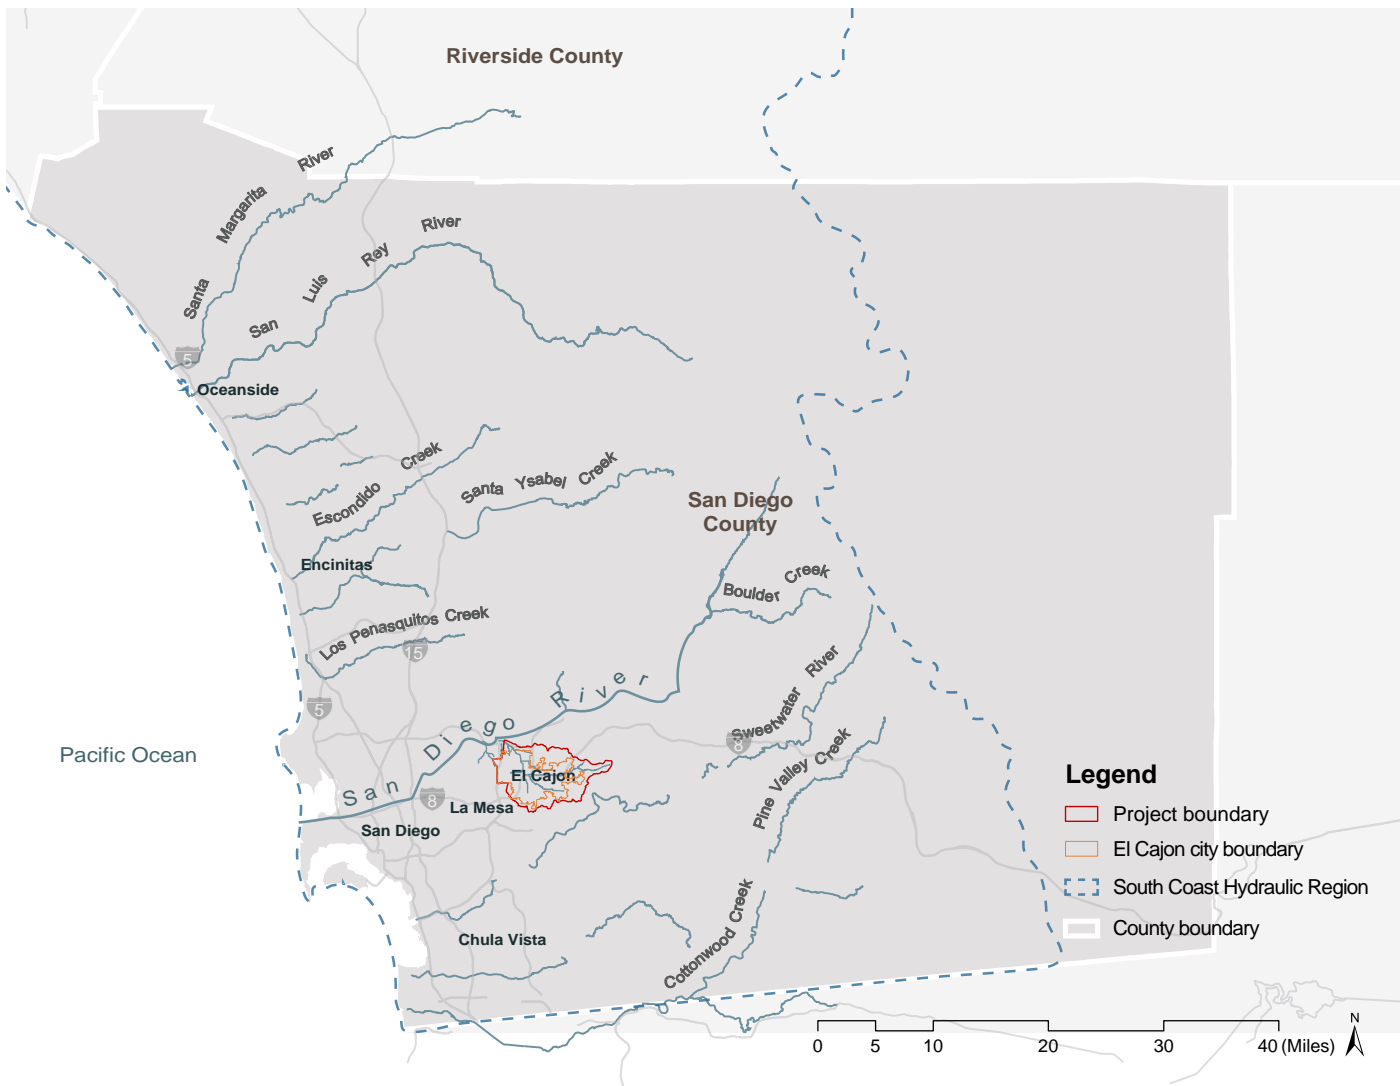 Riverside County
Santa Margarita River
San Luis Rey River
5
Oceanside
Escondido Creek
Santa Ysabel Creek
San Diego
County
Encinitas
Boulder Creek
Los Penasquitos Creek
15
5
San Diego River
Sweetwater River
8
Pacific Ocean
El Cajon
Pine Valley Creek
8
La Mesa
San Diego
Cottonwood Creek
Chula Vista
Legend
Project boundary
El Cajon city boundary
South Coast Hydraulic Region
County boundary
N
0 5 10 20 30 40 (Miles)